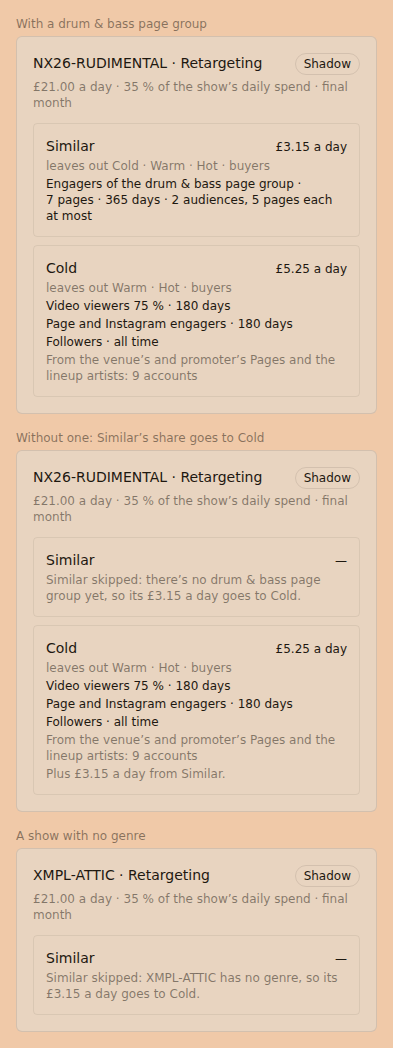 With a drum & bass page group
NX26-RUDIMENTAL · Retargeting
Shadow
£21.00 a day · 35 % of the show’s daily spend · final
month
Similar
£3.15 a day
leaves out Cold · Warm · Hot · buyers
Engagers of the drum & bass page group ·
7 pages · 365 days · 2 audiences, 5 pages each
at most
Cold
£5.25 a day
leaves out Warm · Hot · buyers
Video viewers 75 % · 180 days
Page and Instagram engagers · 180 days
Followers · all time
From the venue’s and promoter’s Pages and the
lineup artists: 9 accounts
Without one: Similar’s share goes to Cold
NX26-RUDIMENTAL · Retargeting
Shadow
£21.00 a day · 35 % of the show’s daily spend · final
month
Similar
—
Similar skipped: there’s no drum & bass page
group yet, so its £3.15 a day goes to Cold.
Cold
£5.25 a day
leaves out Warm · Hot · buyers
Video viewers 75 % · 180 days
Page and Instagram engagers · 180 days
Followers · all time
From the venue’s and promoter’s Pages and the
lineup artists: 9 accounts
Plus £3.15 a day from Similar.
A show with no genre
XMPL-ATTIC · Retargeting
Shadow
£21.00 a day · 35 % of the show’s daily spend · final
month
Similar
—
Similar skipped: XMPL-ATTIC has no genre, so its
£3.15 a day goes to Cold.